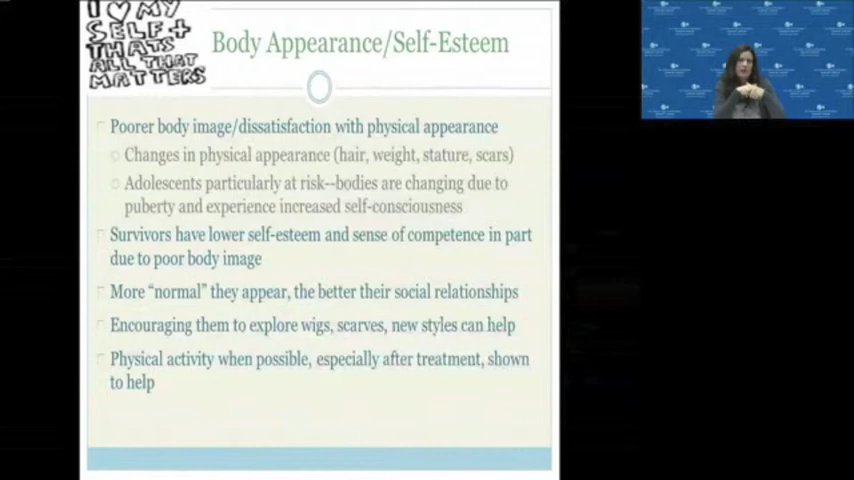 I ♡ MY
SELF +
THATS
ALL THAT
MATTERS
Body Appearance/Self-Esteem
Poorer body image/dissatisfaction with physical appearance
Changes in physical appearance (hair, weight, stature, scars)
Adolescents particularly at risk--bodies are changing due to
puberty and experience increased self-consciousness
Survivors have lower self-esteem and sense of competence in part
due to poor body image
More “normal” they appear, the better their social relationships
Encouraging them to explore wigs, scarves, new styles can help
Physical activity when possible, especially after treatment, shown
to help